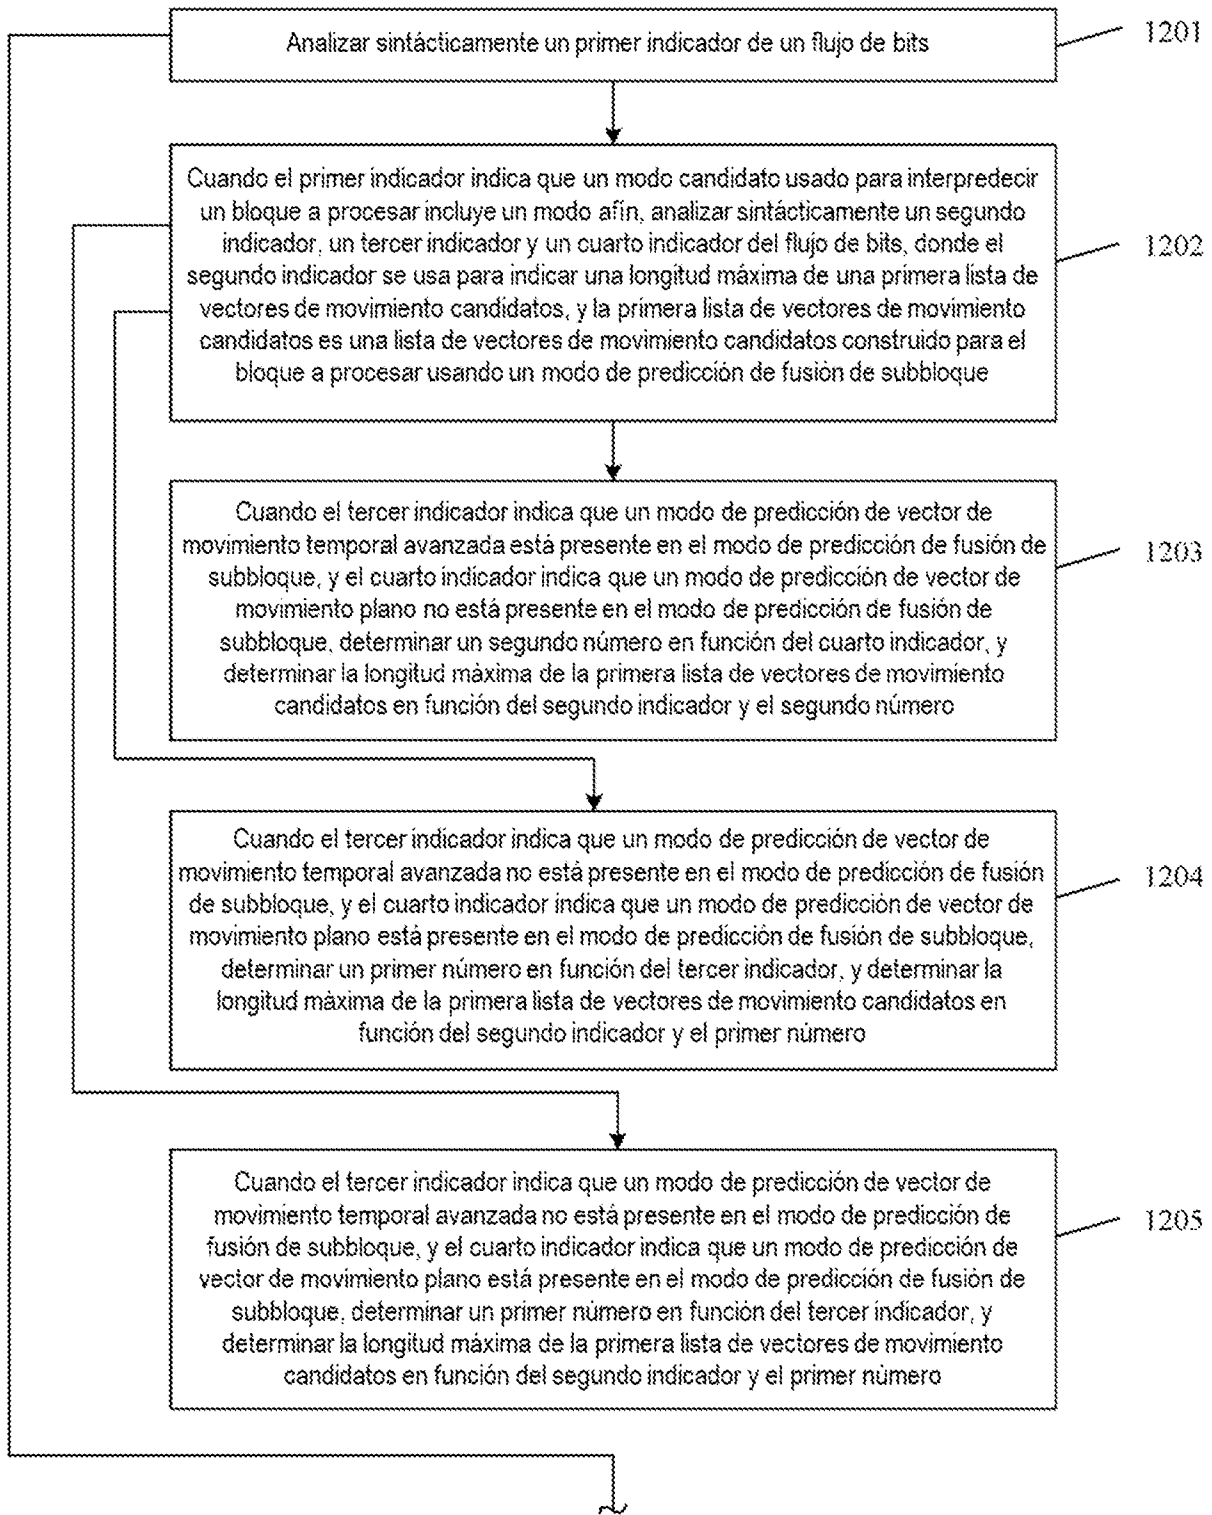 Analizar sintácticamente un primer indicador de un flujo de bits
1201
Cuando el primer indicador indica que un modo candidato usado para interpredecir
un bloque a procesar incluye un modo afín, analizar sintácticamente un segundo
indicador, un tercer indicador y un cuarto indicador del flujo de bits, donde el
segundo indicador se usa para indicar una longitud máxima de una primera lista de
vectores de movimiento candidatos, y la primera lista de vectores de movimiento
candidatos es una lista de vectores de movimiento candidatos construido para el
bloque a procesar usando un modo de predicción de fusión de subbloque
1202
Cuando el tercer indicador indica que un modo de predicción de vector de
movimiento temporal avanzada está presente en el modo de predicción de fusión de
subbloque, y el cuarto indicador indica que un modo de predicción de vector de
movimiento plano no está presente en el modo de predicción de fusión de
subbloque, determinar un segundo número en función del cuarto indicador, y
determinar la longitud máxima de la primera lista de vectores de movimiento
candidatos en función del segundo indicador y el segundo número
1203
Cuando el tercer indicador indica que un modo de predicción de vector de
movimiento temporal avanzada no está presente en el modo de predicción de fusión
de subbloque, y el cuarto indicador indica que un modo de predicción de vector de
movimiento plano está presente en el modo de predicción de fusión de subbloque,
determinar un primer número en función del tercer indicador, y determinar la
longitud máxima de la primera lista de vectores de movimiento candidatos en
función del segundo indicador y el primer número
1204
Cuando el tercer indicador indica que un modo de predicción de vector de
movimiento temporal avanzada no está presente en el modo de predicción de
fusión de subbloque, y el cuarto indicador indica que un modo de predicción de
vector de movimiento plano está presente en el modo de predicción de fusión de
subbloque, determinar un primer número en función del tercer indicador, y
determinar la longitud máxima de la primera lista de vectores de movimiento
candidatos en función del segundo indicador y el primer número
1205